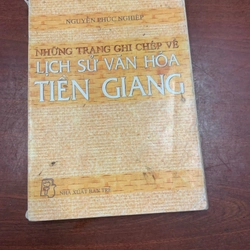 NGUYỄN PHÚC NGHIỆP
NHỮNG TRANG GHI CHÉP VỀ
LỊCH SỬ VĂN HÓA
TIỀN GIANG
NHÀ XUẤT BẢN TRẺ